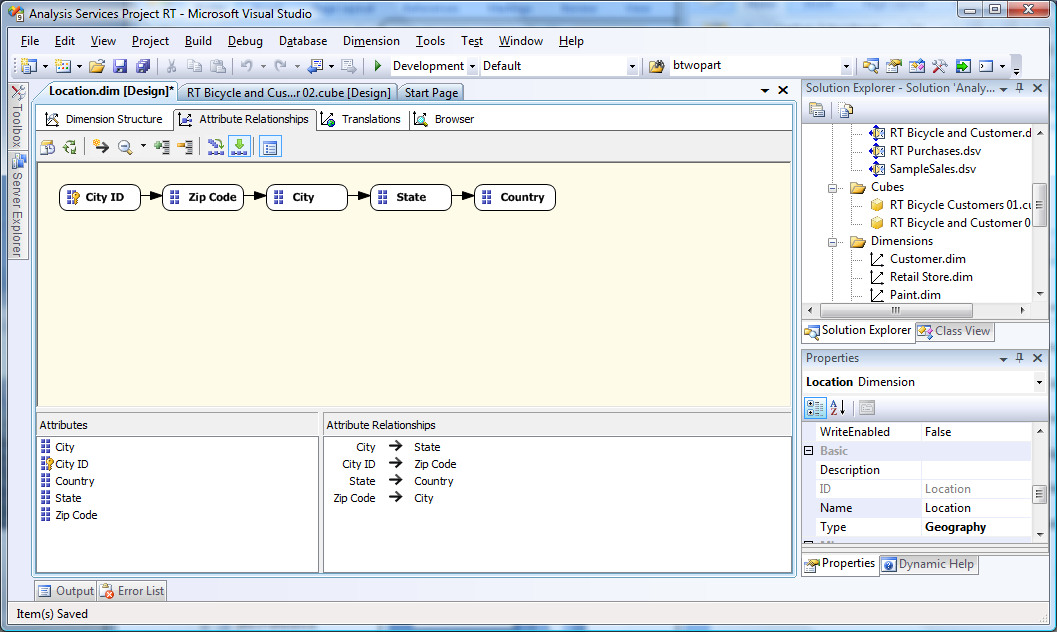 Analysis Services Project RT - Microsoft Visual Studio
File Edit View Project Build Debug Database Dimension Tools Test Window Help
Development Default btwopart
Toolbox
Server Explorer
Location.dim [Design]* RT Bicycle and Cus...r 02.cube [Design] Start Page
Dimension Structure Attribute Relationships Translations Browser
City ID Zip Code City State Country
Attributes
City
City ID
Country
State
Zip Code
Attribute Relationships
City State
City ID Zip Code
State Country
Zip Code City
Solution Explorer - Solution 'Analy...
RT Bicycle and Customer.d
RT Purchases.dsv
SampleSales.dsv
Cubes
RT Bicycle Customers 01.cu
RT Bicycle and Customer 0
Dimensions
Customer.dim
Retail Store.dim
Paint.dim
Solution Explorer Class View
Properties
Location Dimension
WriteEnabled False
Basic
Description
ID Location
Name Location
Type Geography
Properties Dynamic Help
Output Error List
Item(s) Saved